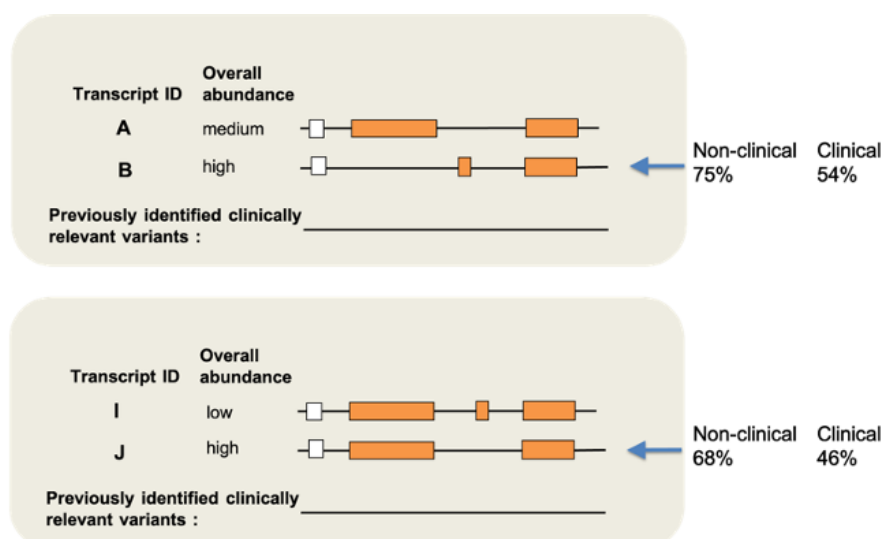 Overall
Transcript ID abundance
A medium
B high
Non-clinical Clinical
75% 54%
Previously identified clinically
relevant variants :
Overall
Transcript ID abundance
I low
J high
Non-clinical Clinical
68% 46%
Previously identified clinically
relevant variants :